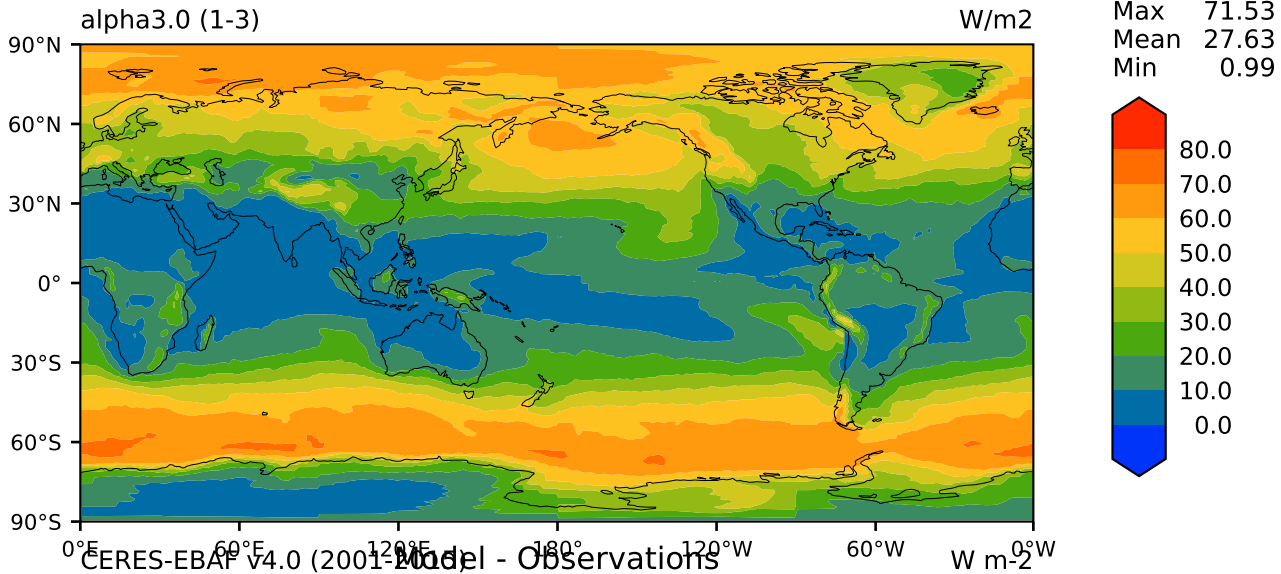 alpha3.0 (1-3) W/m2
Max 71.53
Mean 27.63
Min 0.99
90°N
60°N
30°N
0°
30°S
60°S
90°S
80.0
70.0
60.0
50.0
40.0
30.0
20.0
10.0
0.0
0°E 60°E 120°E 180° 120°W 60°W 0°W
CERES-EBAF v4.0 (2001-2015) Model - Observations W m-2